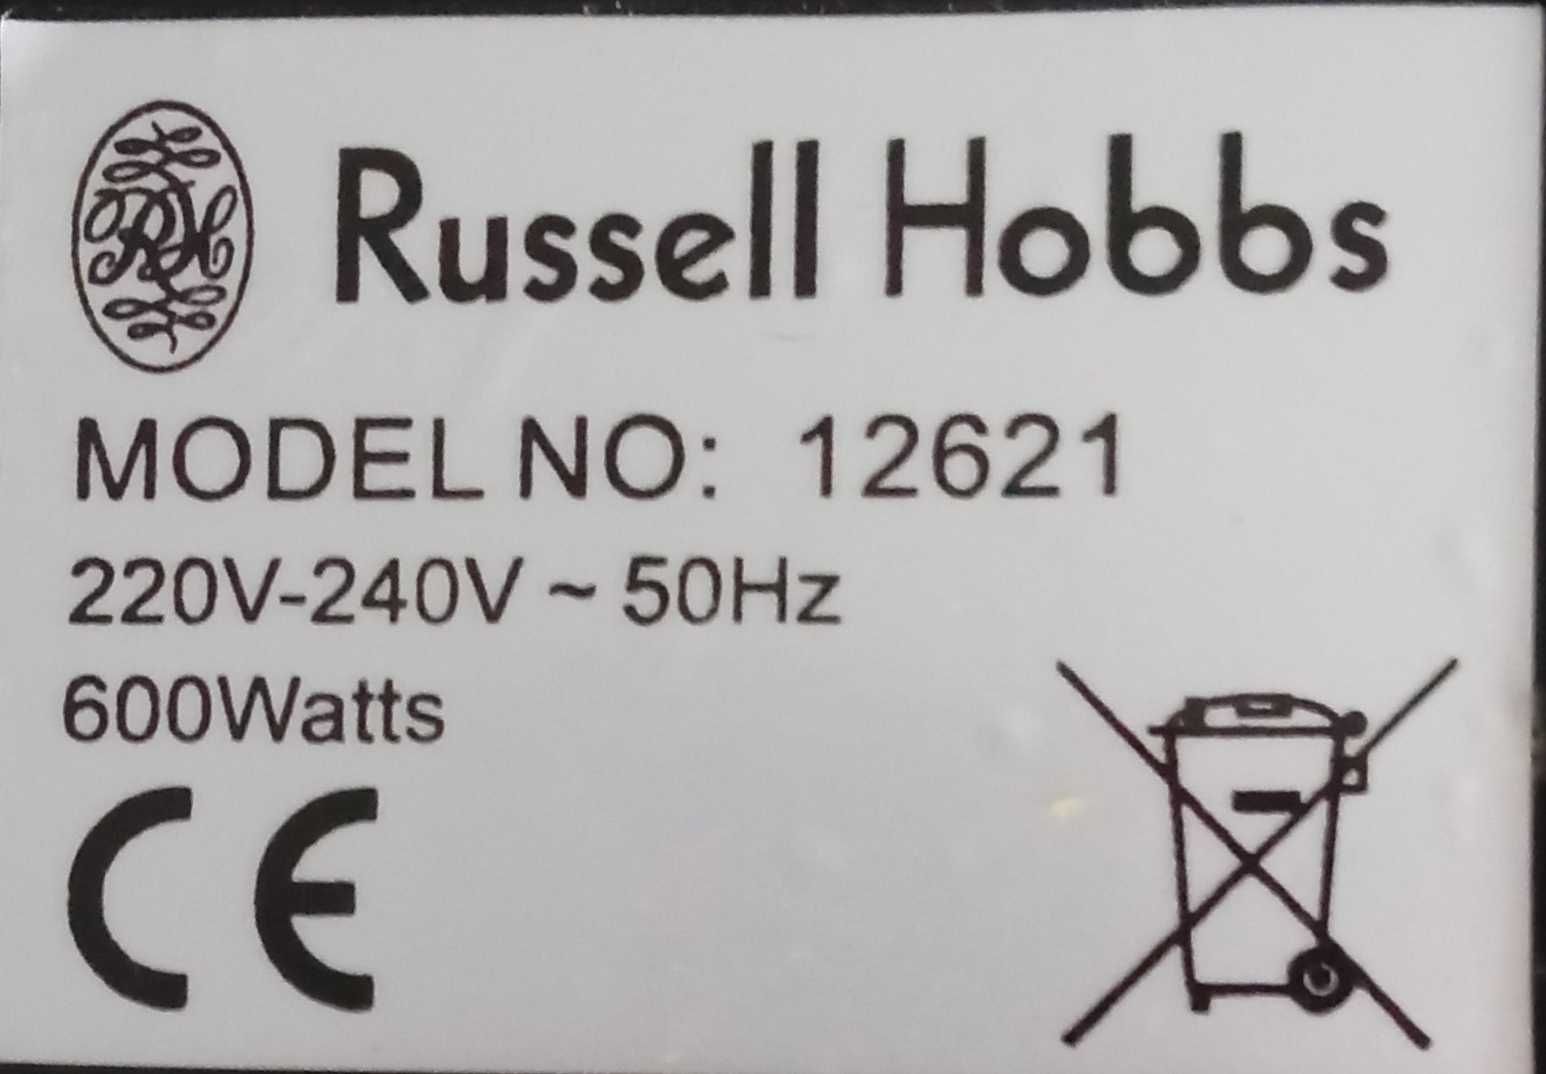 Russell Hobbs
MODEL NO: 12621
220V-240V ~ 50Hz
600Watts
CE